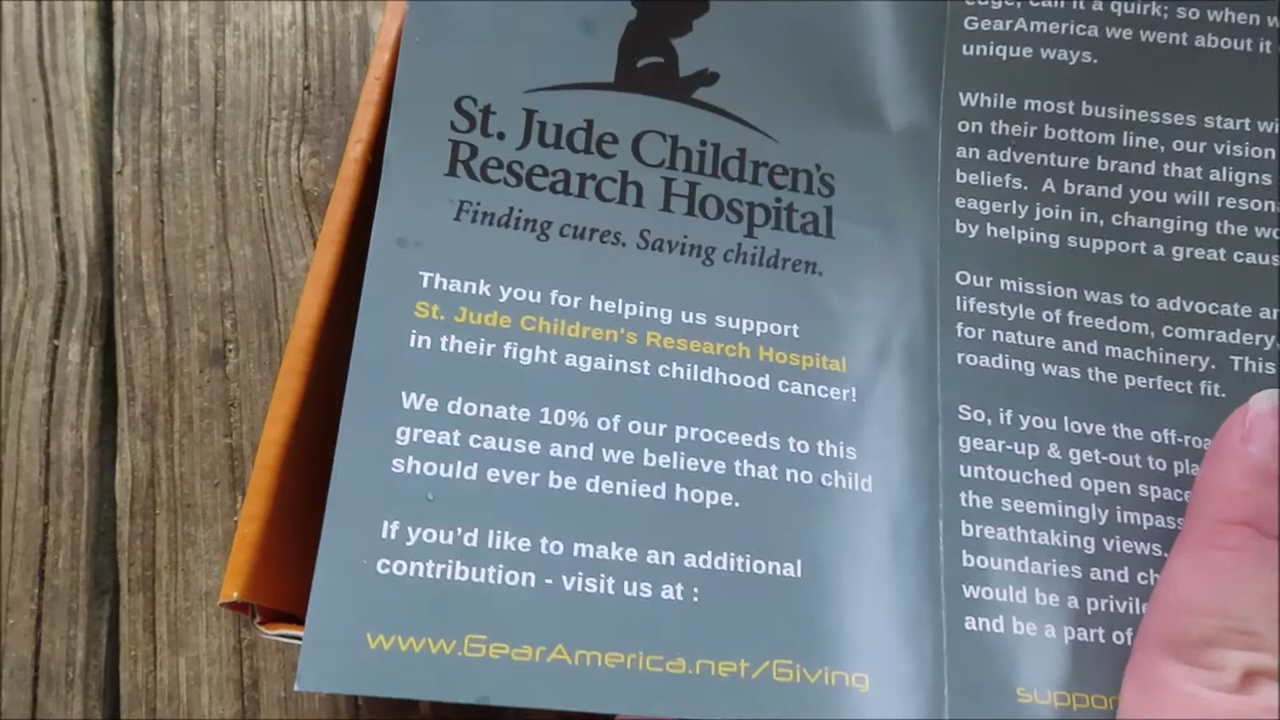 St. Jude Children's
Research Hospital
Finding cures. Saving children.
Thank you for helping us support
St. Jude Children's Research Hospital
in their fight against childhood cancer!
We donate 10% of our proceeds to this
great cause and we believe that no child
should ever be denied hope.
If you'd like to make an additional
contribution - visit us at :
www.GearAmerica.net/Giving
call it a quirk; so when
GearAmerica we went about it
unique ways.
While most businesses start
on their bottom line, our vision
an adventure brand that aligns
beliefs. A brand you will
eagerly join in, changing the
by helping support a great
Our mission was to advocate
lifestyle of freedom, comradery,
for nature and machinery. This
roading was the perfect fit.
So, if you love the
gear-up & get-out to
untouched open
the seemingly
breathtaking views.
boundaries and
would be a
and be a part of